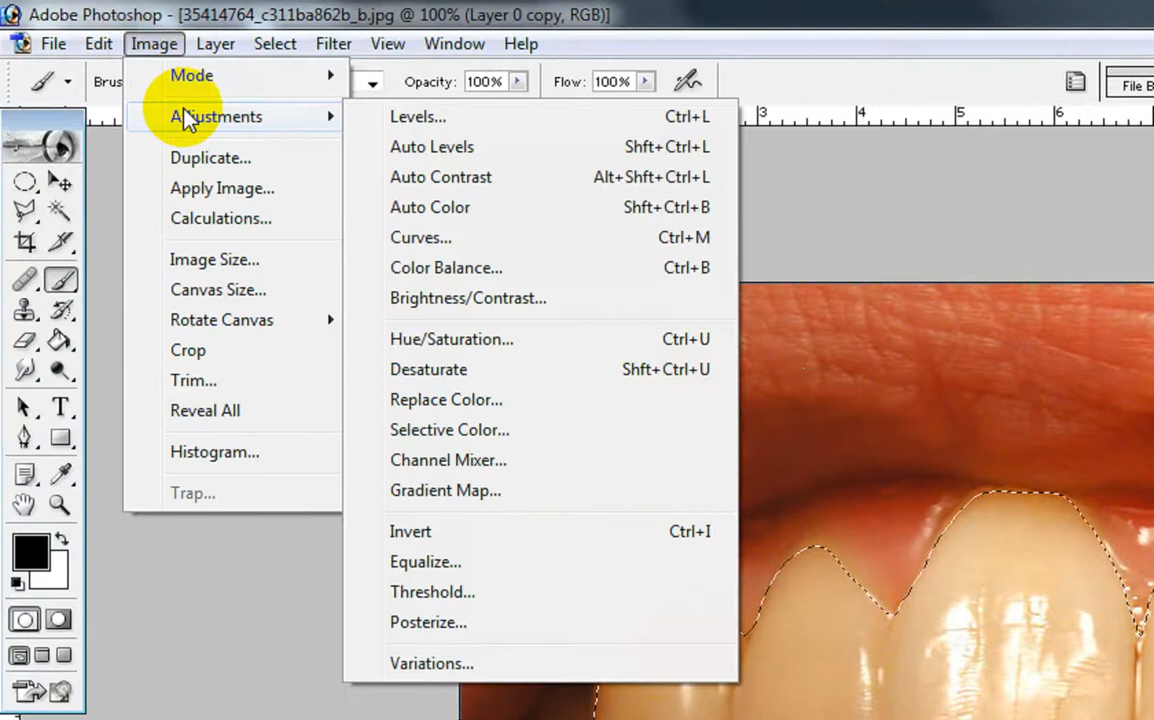 Adobe Photoshop - [35414764_c311ba862b_b.jpg @ 100% (Layer 0 copy, RGB)]
File Edit Image Layer Select Filter View Window Help
Opacity: 100% Flow: 100%
File B
3 4 5 6
Mode
Adjustments
Duplicate...
Apply Image...
Calculations...
Image Size...
Canvas Size...
Rotate Canvas
Crop
Trim...
Reveal All
Histogram...
Trap...
Levels... Ctrl+L
Auto Levels Shft+Ctrl+L
Auto Contrast Alt+Shft+Ctrl+L
Auto Color Shft+Ctrl+B
Curves... Ctrl+M
Color Balance... Ctrl+B
Brightness/Contrast...
Hue/Saturation... Ctrl+U
Desaturate Shft+Ctrl+U
Replace Color...
Selective Color...
Channel Mixer...
Gradient Map...
Invert Ctrl+I
Equalize...
Threshold...
Posterize...
Variations...